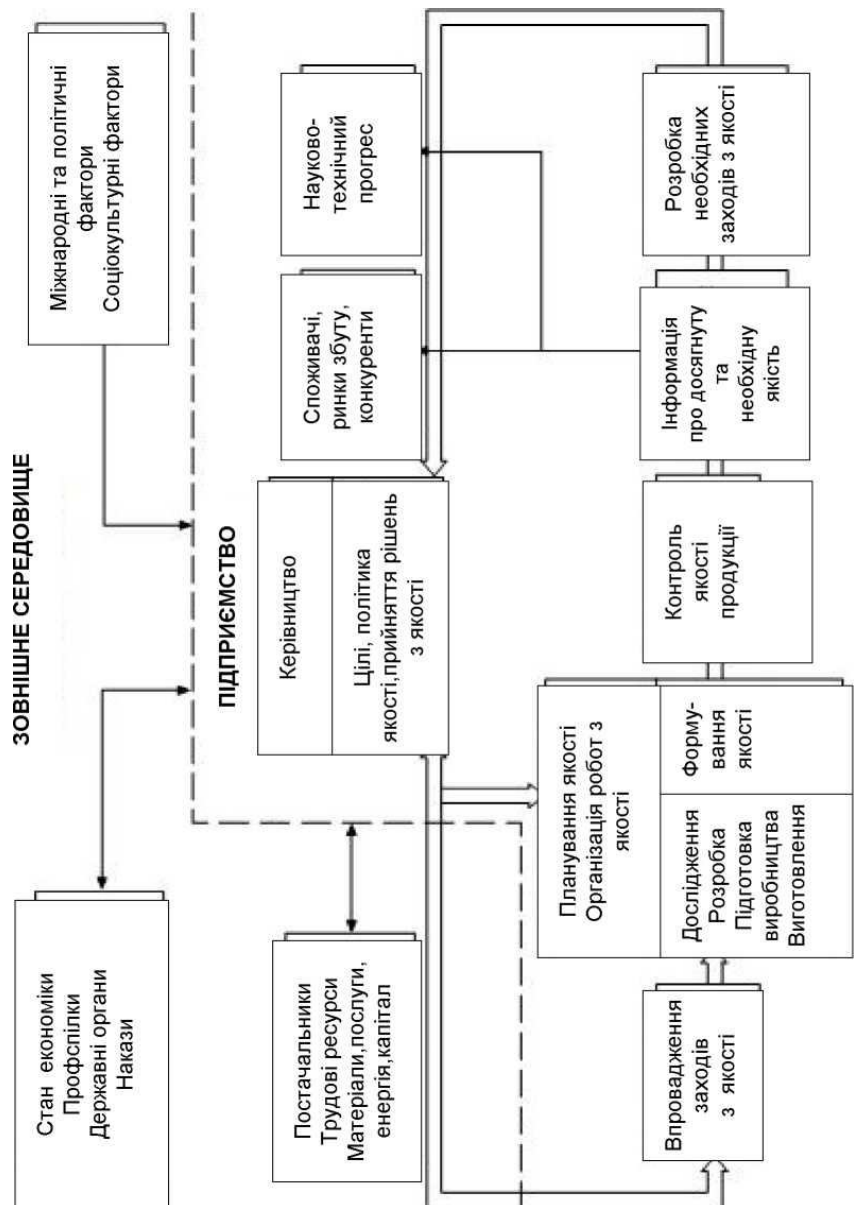 ЗОВНІШНЕ СЕРЕДОВИЩЕ
Стан економіки
Профспілки
Державні органи
Накази
Міжнародні та політичні
фактори
Соціокультурні фактори
ПІДПРИЄМСТВО
Постачальники
Трудові ресурси
Матеріали,послуги,
енергія,капітал
Керівництво
Цілі, політика
якості,прийняття рішень
з якості
Споживачі,
ринки збуту,
конкуренти
Науково-
технічний
прогрес
Впровадження
заходів
з якості
Планування якості
Організація робот з
якості
Дослідження
Розробка
Підготовка
виробництва
Виготовлення
Форму-
вання
якості
Контроль
якості
продукції
Інформація
про досягнуту
та
необхідну
якість
Розробка
необхідних
заходів з якості